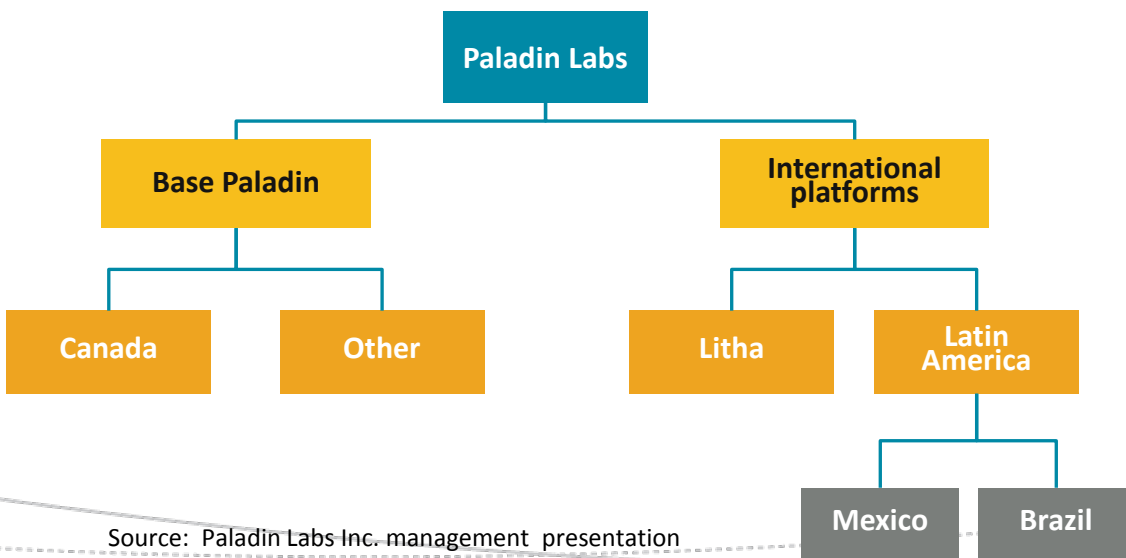 Paladin Labs
Base Paladin
International
platforms
Canada
Other
Litha
Latin
America
Mexico
Brazil
Source: Paladin Labs Inc. management presentation